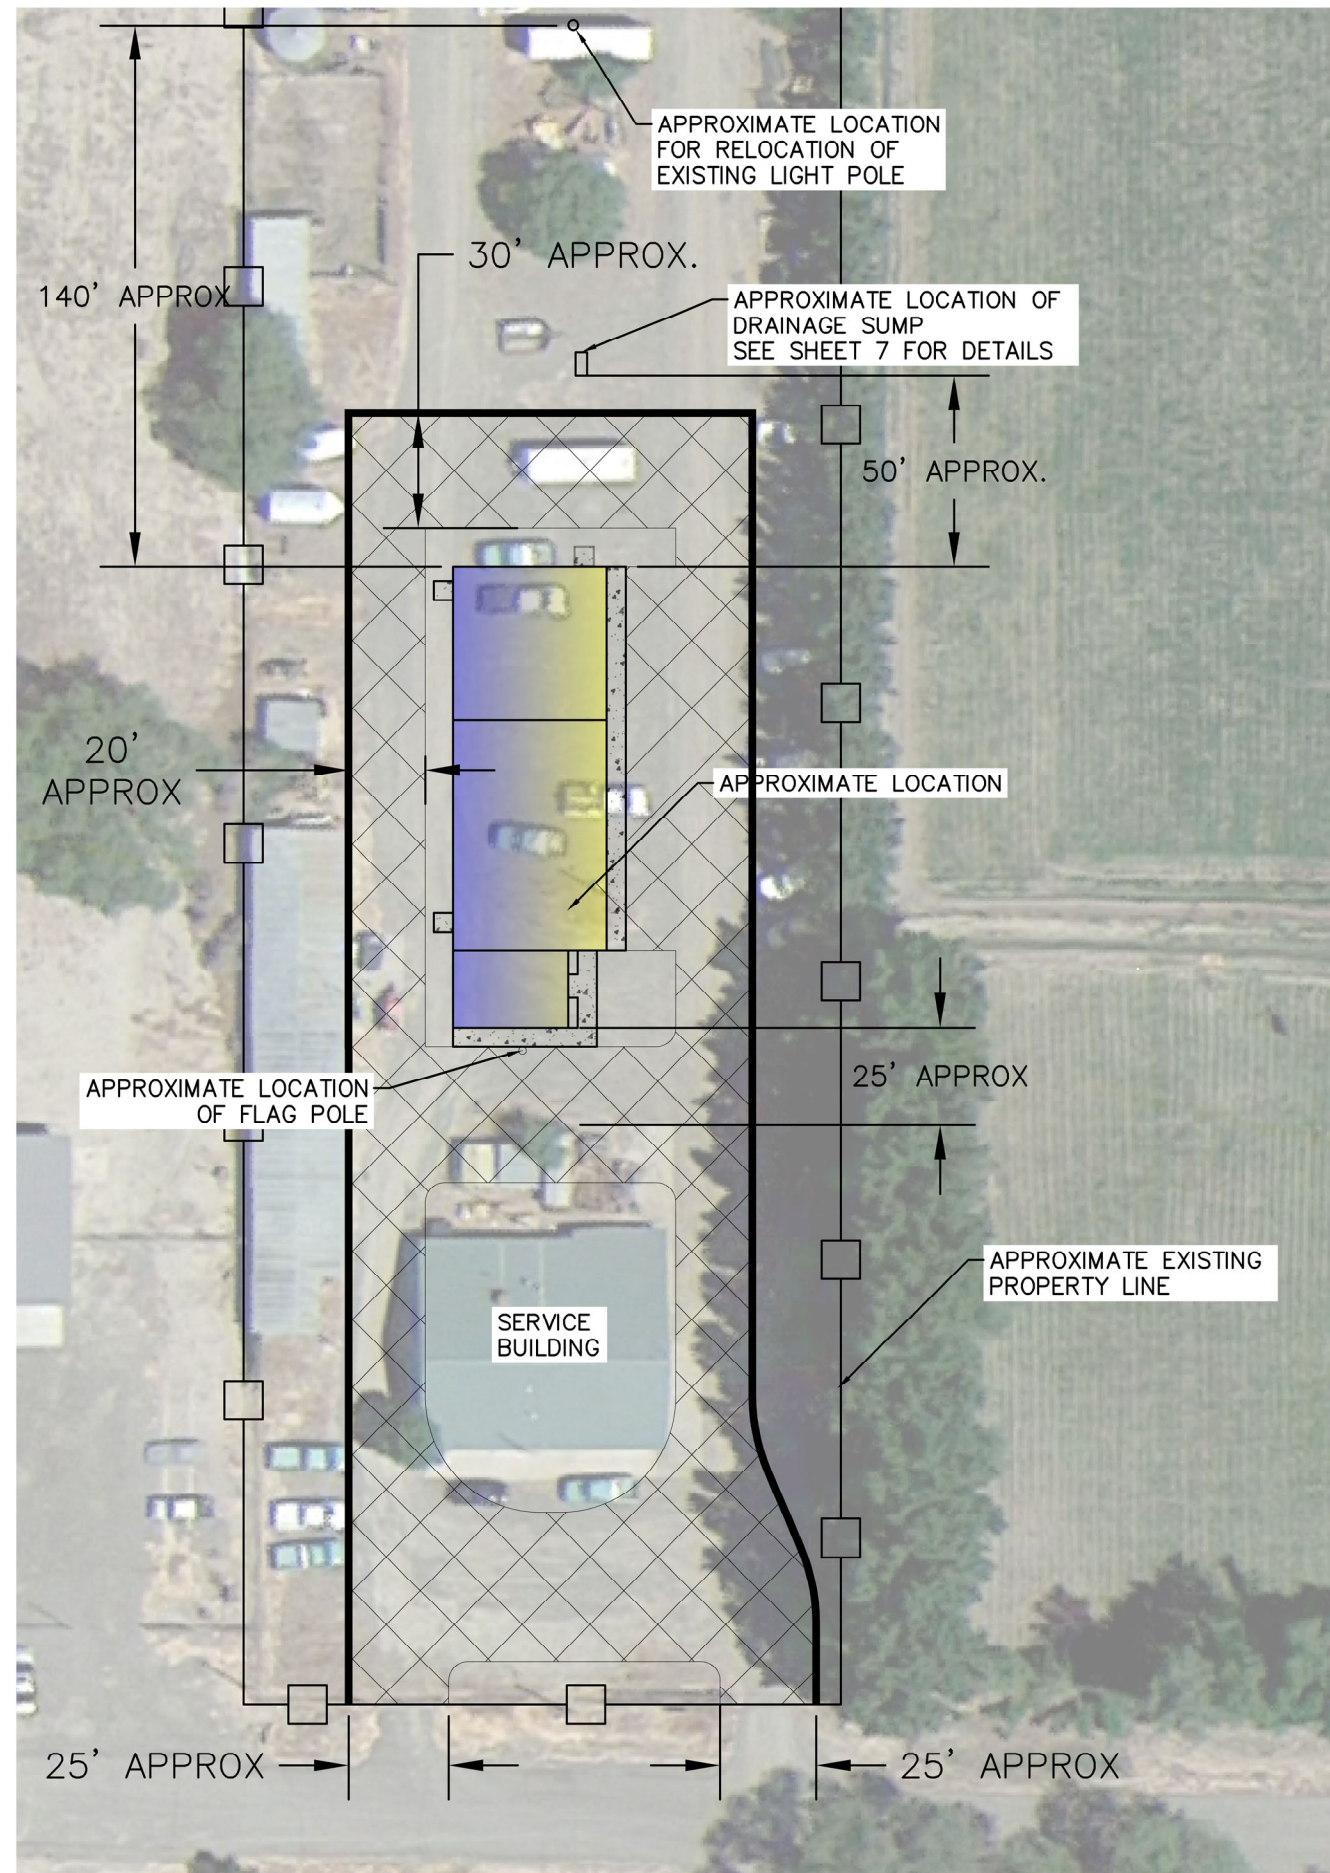 APPROXIMATE LOCATION
FOR RELOCATION OF
EXISTING LIGHT POLE
30' APPROX.
140' APPROX
APPROXIMATE LOCATION OF
DRAINAGE SUMP
SEE SHEET 7 FOR DETAILS
50' APPROX.
20'
APPROX
APPROXIMATE LOCATION
25' APPROX
APPROXIMATE LOCATION
OF FLAG POLE
APPROXIMATE EXISTING
PROPERTY LINE
SERVICE
BUILDING
25' APPROX
25' APPROX